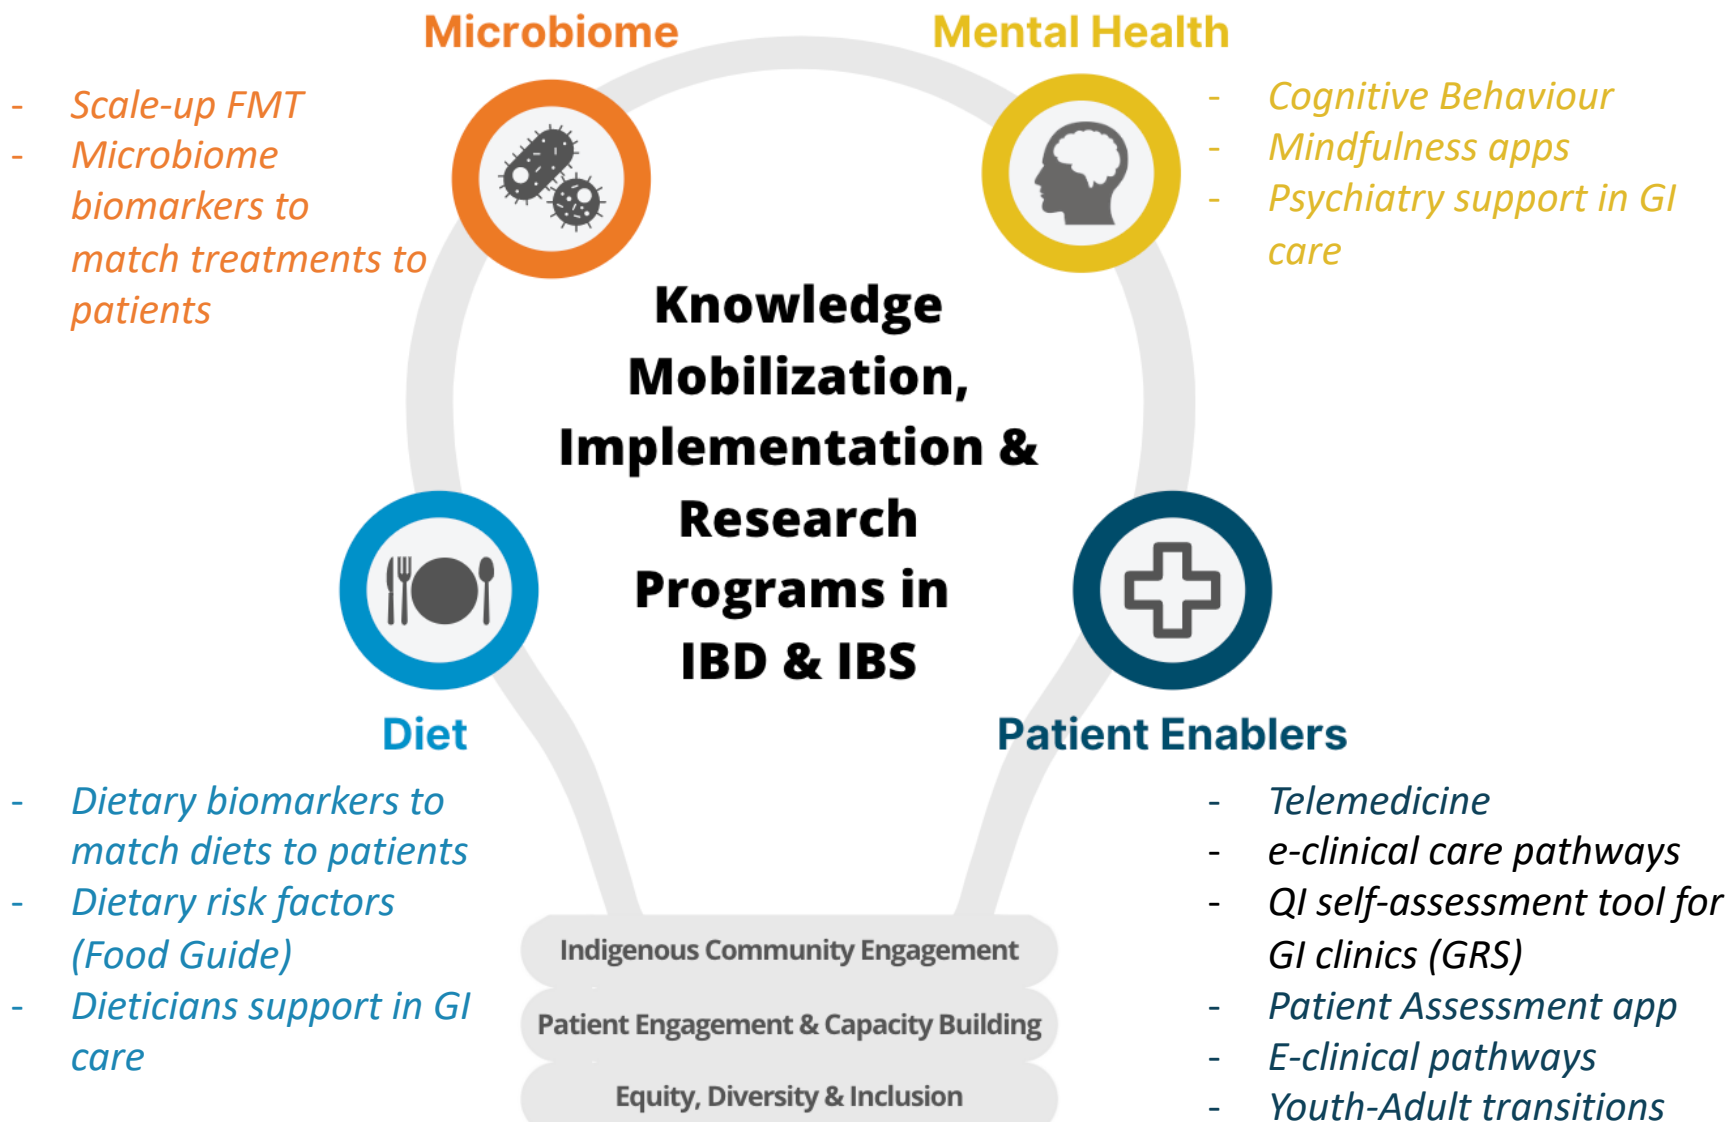 Microbiome
- Scale-up FMT
- Microbiome
biomarkers to
match treatments to
patients
Mental Health
- Cognitive Behaviour
- Mindfulness apps
- Psychiatry support in GI
care
Knowledge
Mobilization,
Implementation &
Research
Programs in
IBD & IBS
Diet
- Dietary biomarkers to
match diets to patients
- Dietary risk factors
(Food Guide)
- Dieticians support in GI
care
Patient Enablers
- Telemedicine
- e-clinical care pathways
- QI self-assessment tool for
GI clinics (GRS)
- Patient Assessment app
- E-clinical pathways
- Youth-Adult transitions
Indigenous Community Engagement
Patient Engagement & Capacity Building
Equity, Diversity & Inclusion